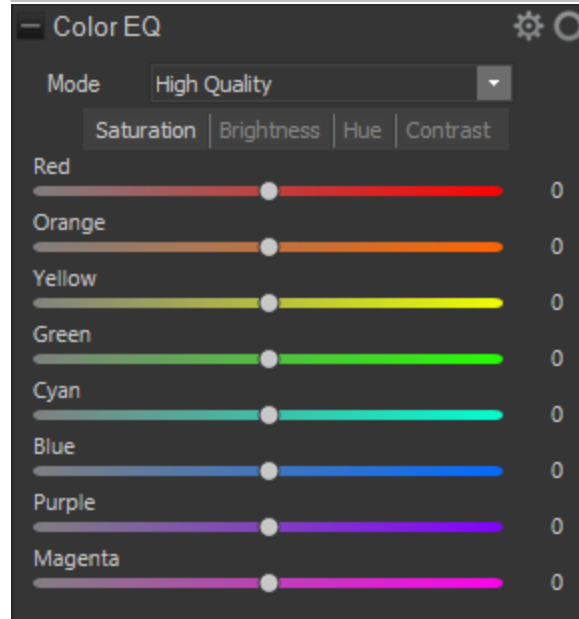 Color EQ
Mode High Quality
Saturation Brightness Hue Contrast
Red
0
Orange
0
Yellow
0
Green
0
Cyan
0
Blue
0
Purple
0
Magenta
0